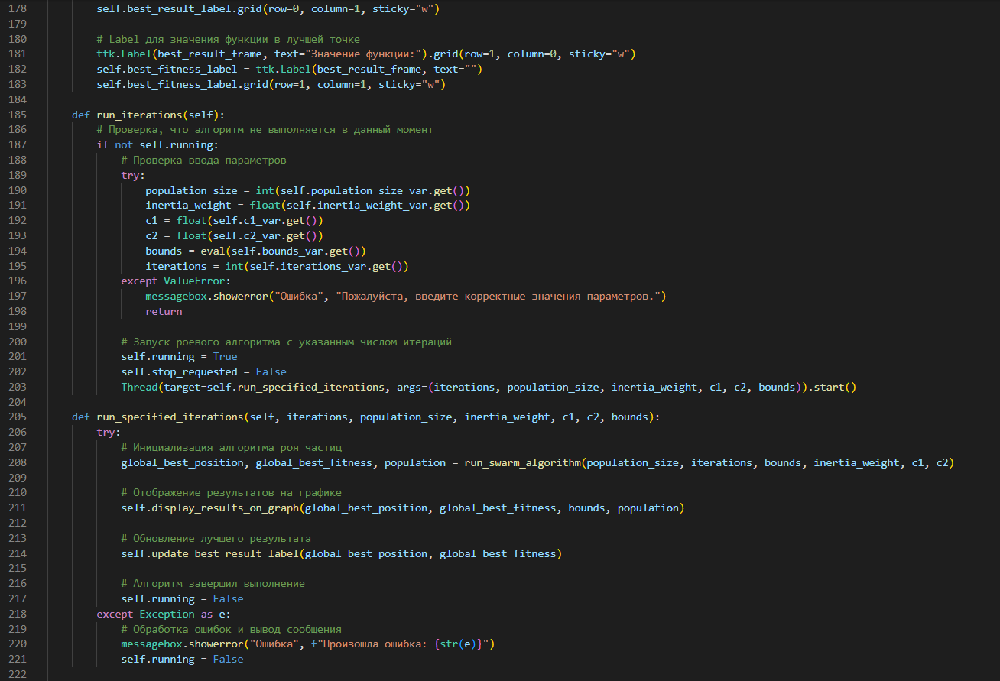 178 self.best_result_label.grid(row=0, column=1, sticky="w")
179
180 # Label для значения функции в лучшей точке
181 ttk.Label(best_result_frame, text="Значение функции:").grid(row=1, column=0, sticky="w")
182 self.best_fitness_label = ttk.Label(best_result_frame, text="")
183 self.best_fitness_label.grid(row=1, column=1, sticky="w")
184
185 def run_iterations(self):
186 # Проверка, что алгоритм не выполняется в данный момент
187 if not self.running:
188 # Проверка ввода параметров
189 try:
190 population_size = int(self.population_size_var.get())
191 inertia_weight = float(self.inertia_weight_var.get())
192 c1 = float(self.c1_var.get())
193 c2 = float(self.c2_var.get())
194 bounds = eval(self.bounds_var.get())
195 iterations = int(self.iterations_var.get())
196 except ValueError:
197 messagebox.showerror("Ошибка", "Пожалуйста, введите корректные значения параметров.")
198 return
199
200 # Запуск роевого алгоритма с указанным числом итераций
201 self.running = True
202 self.stop_requested = False
203 Thread(target=self.run_specified_iterations, args=(iterations, population_size, inertia_weight, c1, c2, bounds)).start()
204
205 def run_specified_iterations(self, iterations, population_size, inertia_weight, c1, c2, bounds):
206 try:
207 # Инициализация алгоритма роя частиц
208 global_best_position, global_best_fitness, population = run_swarm_algorithm(population_size, iterations, bounds, inertia_weight, c1, c2)
209
210 # Отображение результатов на графике
211 self.display_results_on_graph(global_best_position, global_best_fitness, bounds, population)
212
213 # Обновление лучшего результата
214 self.update_best_result_label(global_best_position, global_best_fitness)
215
216 # Алгоритм завершил выполнение
217 self.running = False
218 except Exception as e:
219 # Обработка ошибок и вывод сообщения
220 messagebox.showerror("Ошибка", f"Произошла ошибка: {str(e)}")
221 self.running = False
222